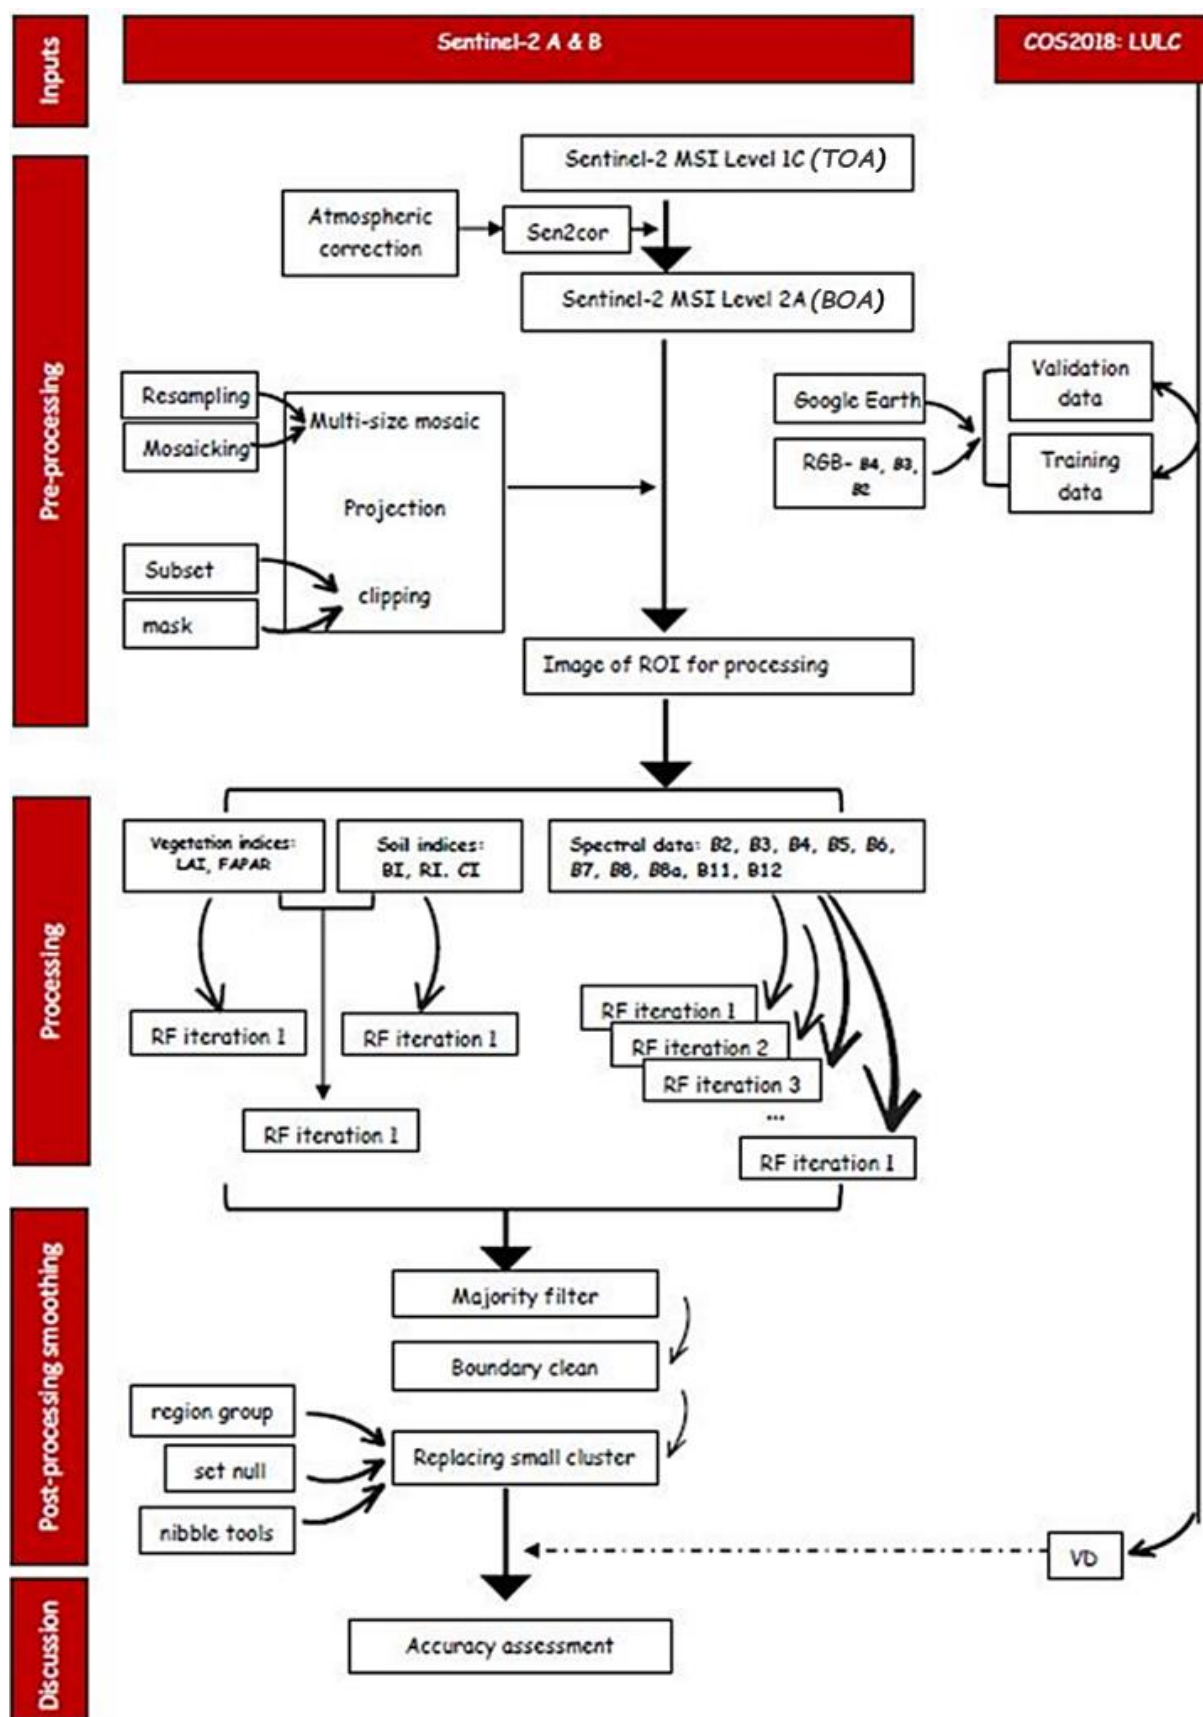 Inputs
Sentinel-2 A & B
COS2018: LULC
Pre-processing
Sentinel-2 MSI Level 1C (TOA)
Atmospheric
correction
Sen2cor
Sentinel-2 MSI Level 2A (BOA)
Resampling
Mosaicking
Multi-size mosaic
Projection
Subset
mask
clipping
Google Earth
RGB- B4, B3,
B2
Validation
data
Training
data
Image of ROI for processing
Processing
Vegetation indices:
LAI, FAPAR
Soil indices:
BI, RI. CI
Spectral data: B2, B3, B4, B5, B6,
B7, B8, B8a, B11, B12
RF iteration 1
RF iteration 1
RF iteration 1
RF iteration 1
RF iteration 2
RF iteration 3
...
RF iteration 1
Post-processing smoothing
Majority filter
Boundary clean
region group
set null
nibble tools
Replacing small cluster
VD
Discussion
Accuracy assessment